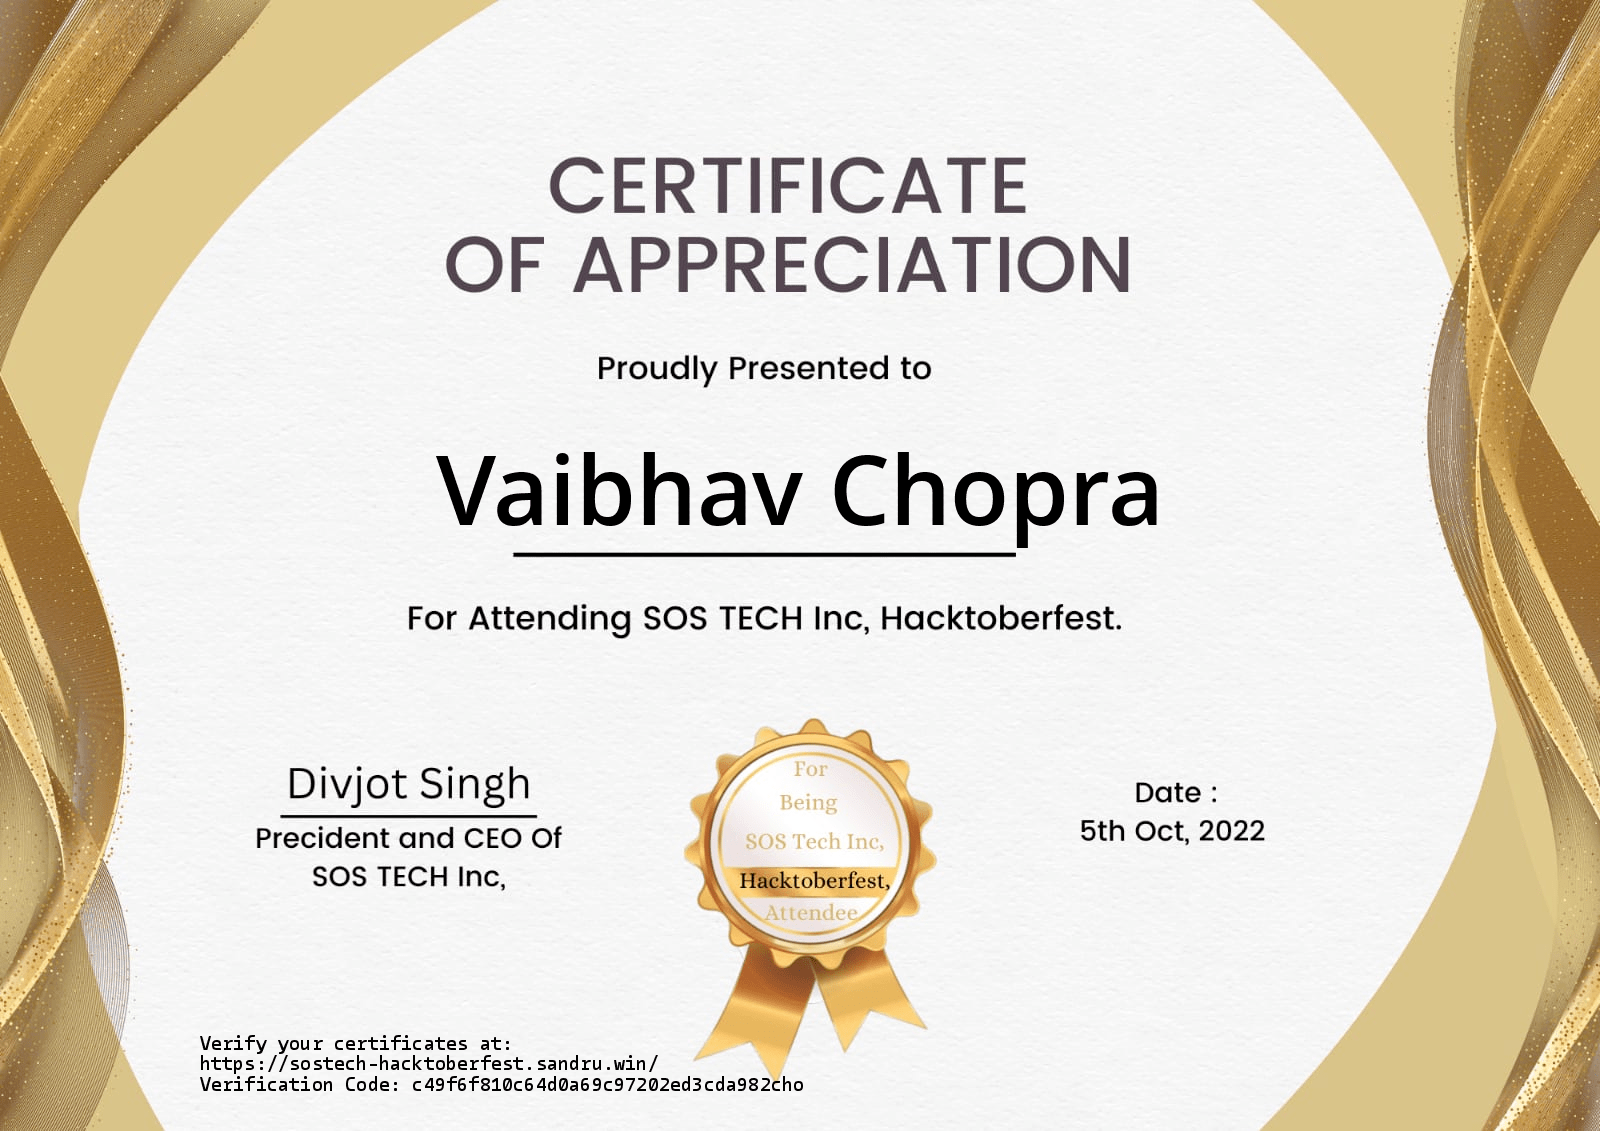 CERTIFICATE
OF APPRECIATION
Proudly Presented to
Vaibhav Chopra
For Attending SOS TECH Inc, Hacktoberfest.
Divjot Singh
Precident and CEO Of
SOS TECH Inc,
For
Being
SOS Tech Inc,
Hacktoberfest,
Attendee
Date :
5th Oct, 2022
Verify your certificates at:
https://sostech-hacktoberfest.sandru.win/
Verification Code: c49f6f810c64d0a69c97202ed3cda982cho